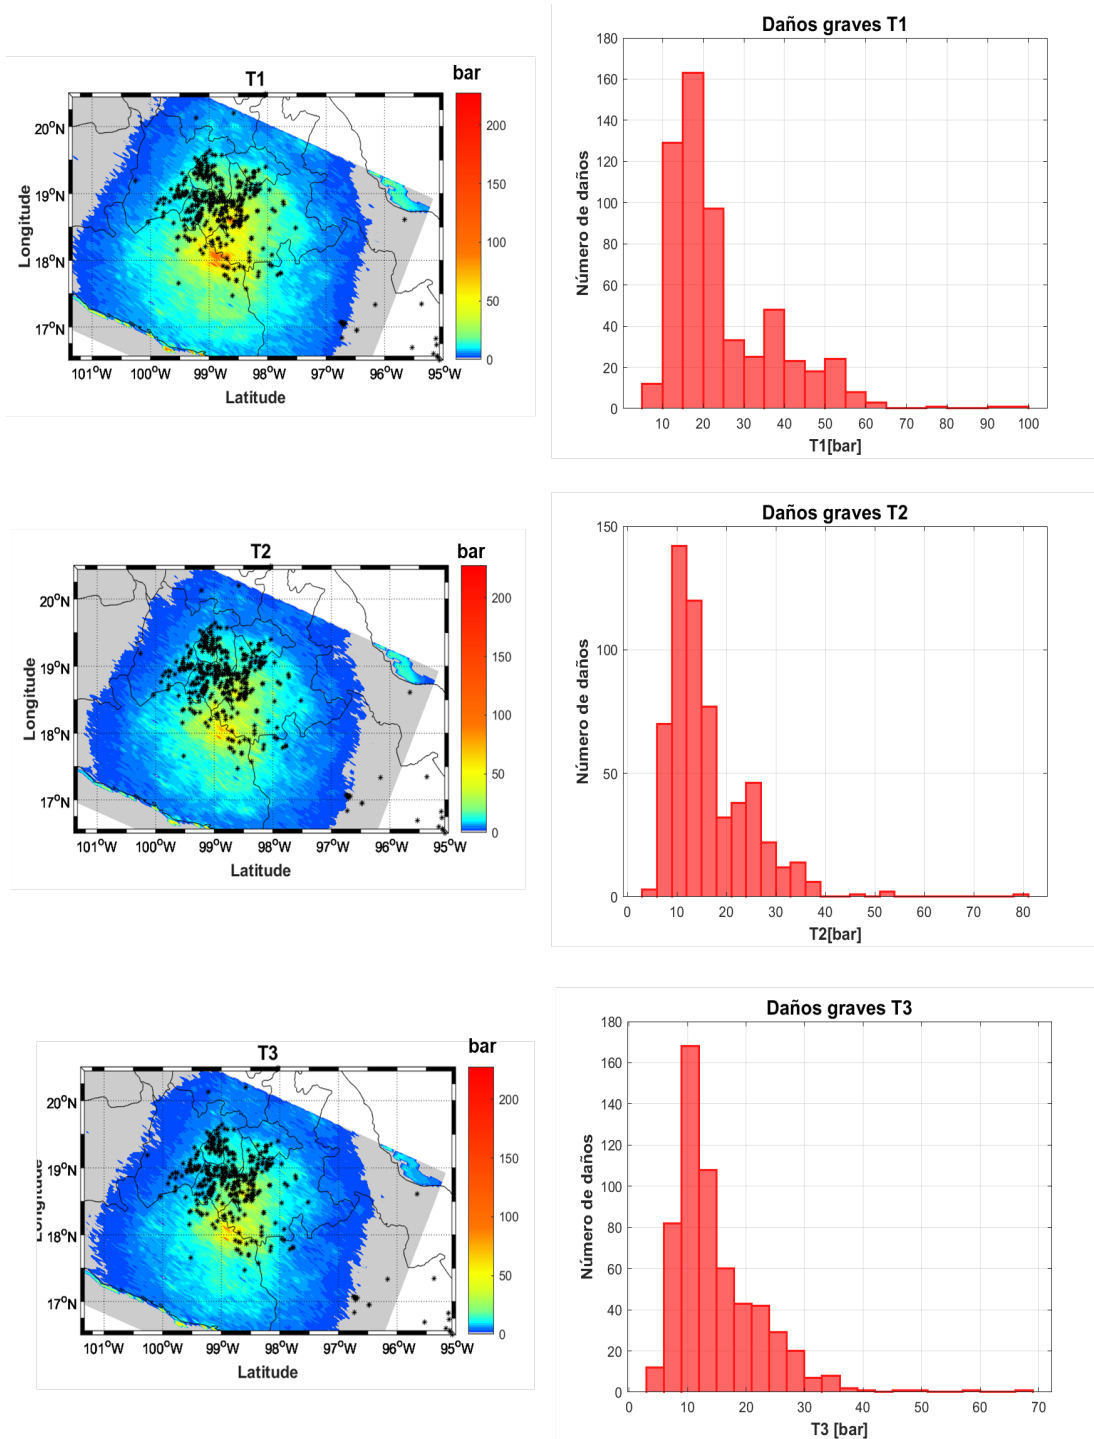 T1
bar
20°N
19°N
18°N
17°N
Longitude
101°W 100°W 99°W 98°W 97°W 96°W 95°W
Latitude
200
150
100
50
0
Daños graves T1
180
160
140
120
100
80
60
40
20
0
Número de daños
10 20 30 40 50 60 70 80 90 100
T1[bar]
T2
bar
20°N
19°N
18°N
17°N
Longitude
101°W 100°W 99°W 98°W 97°W 96°W 95°W
Latitude
200
150
100
50
0
Daños graves T2
150
100
50
0
Número de daños
0 10 20 30 40 50 60 70 80
T2[bar]
T3
bar
20°N
19°N
18°N
17°N
Longitude
101°W 100°W 99°W 98°W 97°W 96°W 95°W
Latitude
200
150
100
50
0
Daños graves T3
180
160
140
120
100
80
60
40
20
0
Número de daños
0 10 20 30 40 50 60 70
T3 [bar]